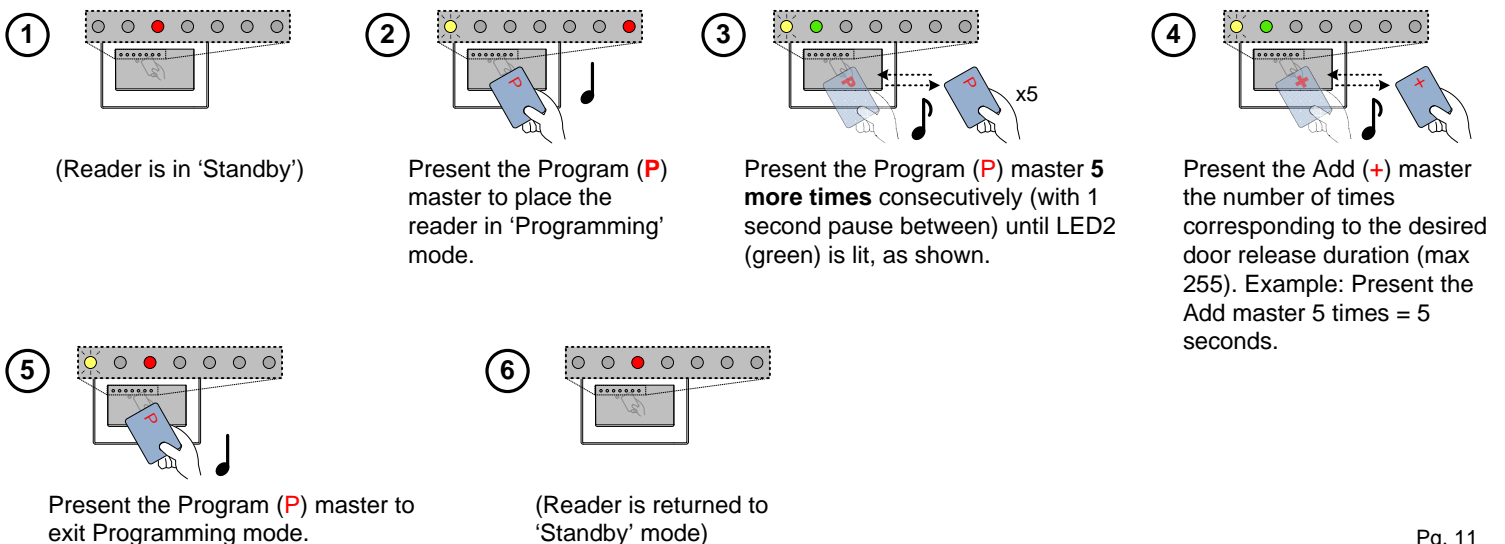 1
(Reader is in ‘Standby’)
2
P
Present the Program (P)
master to place the
reader in ‘Programming’
mode.
3
P
P
x5
Present the Program (P) master 5
more times consecutively (with 1
second pause between) until LED2
(green) is lit, as shown.
4
+
+
Present the Add (+) master
the number of times
corresponding to the desired
door release duration (max
255). Example: Present the
Add master 5 times = 5
seconds.
5
P
Present the Program (P) master to
exit Programming mode.
6
(Reader is returned to
‘Standby’ mode)
Pg. 11